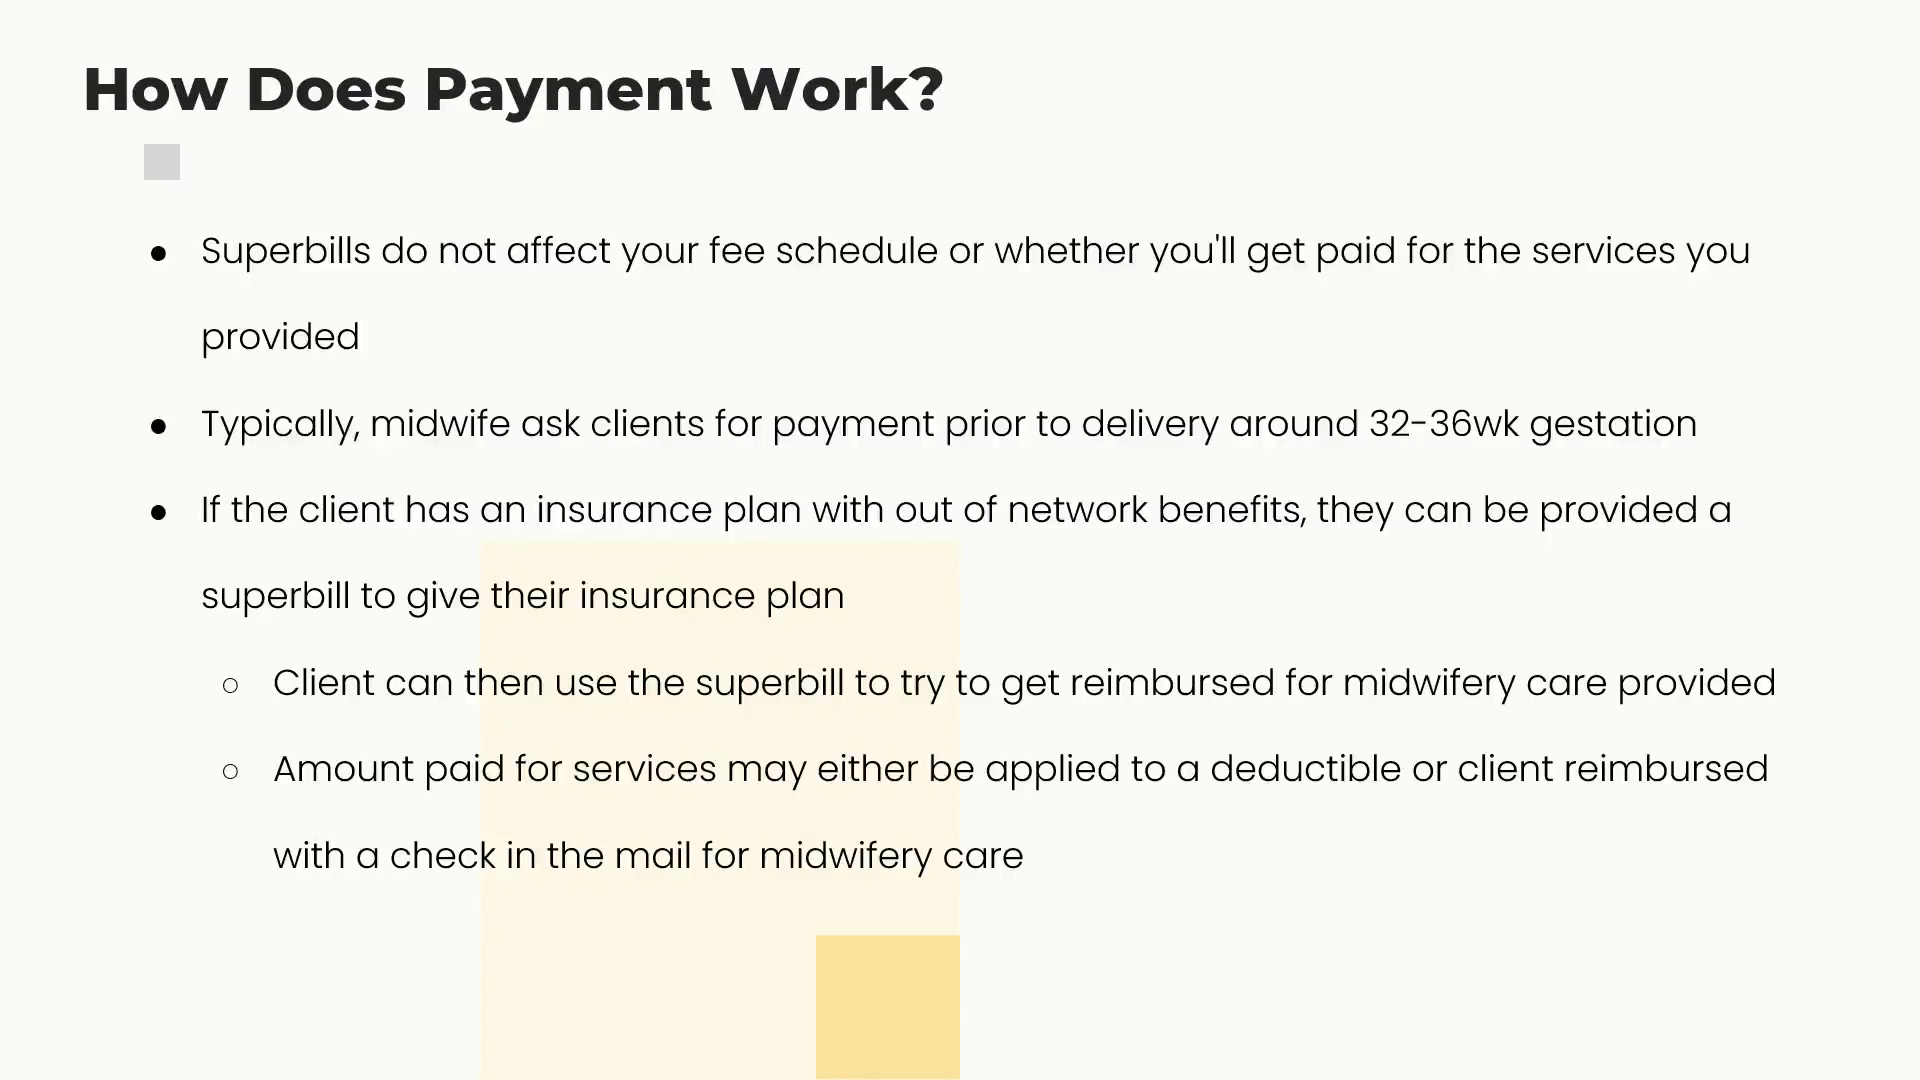 How Does Payment Work?
● Superbills do not affect your fee schedule or whether you'll get paid for the services you
provided
● Typically, midwife ask clients for payment prior to delivery around 32-36wk gestation
● If the client has an insurance plan with out of network benefits, they can be provided a
superbill to give their insurance plan
○ Client can then use the superbill to try to get reimbursed for midwifery care provided
○ Amount paid for services may either be applied to a deductible or client reimbursed
with a check in the mail for midwifery care